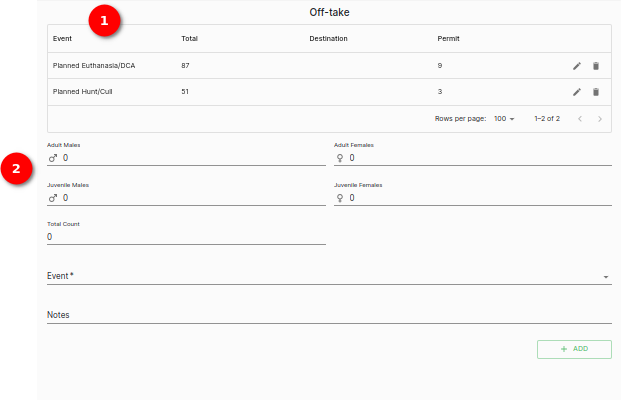 1
Off-take
Event Total Destination Permit
Planned Euthanasia/DCA 87 9
Planned Hunt/Cull 51 3
Rows per page: 100 1–2 of 2
2
Adult Males Adult Females
0 0
Juvenile Males Juvenile Females
0 0
Total Count
0
Event *
Notes
+ ADD